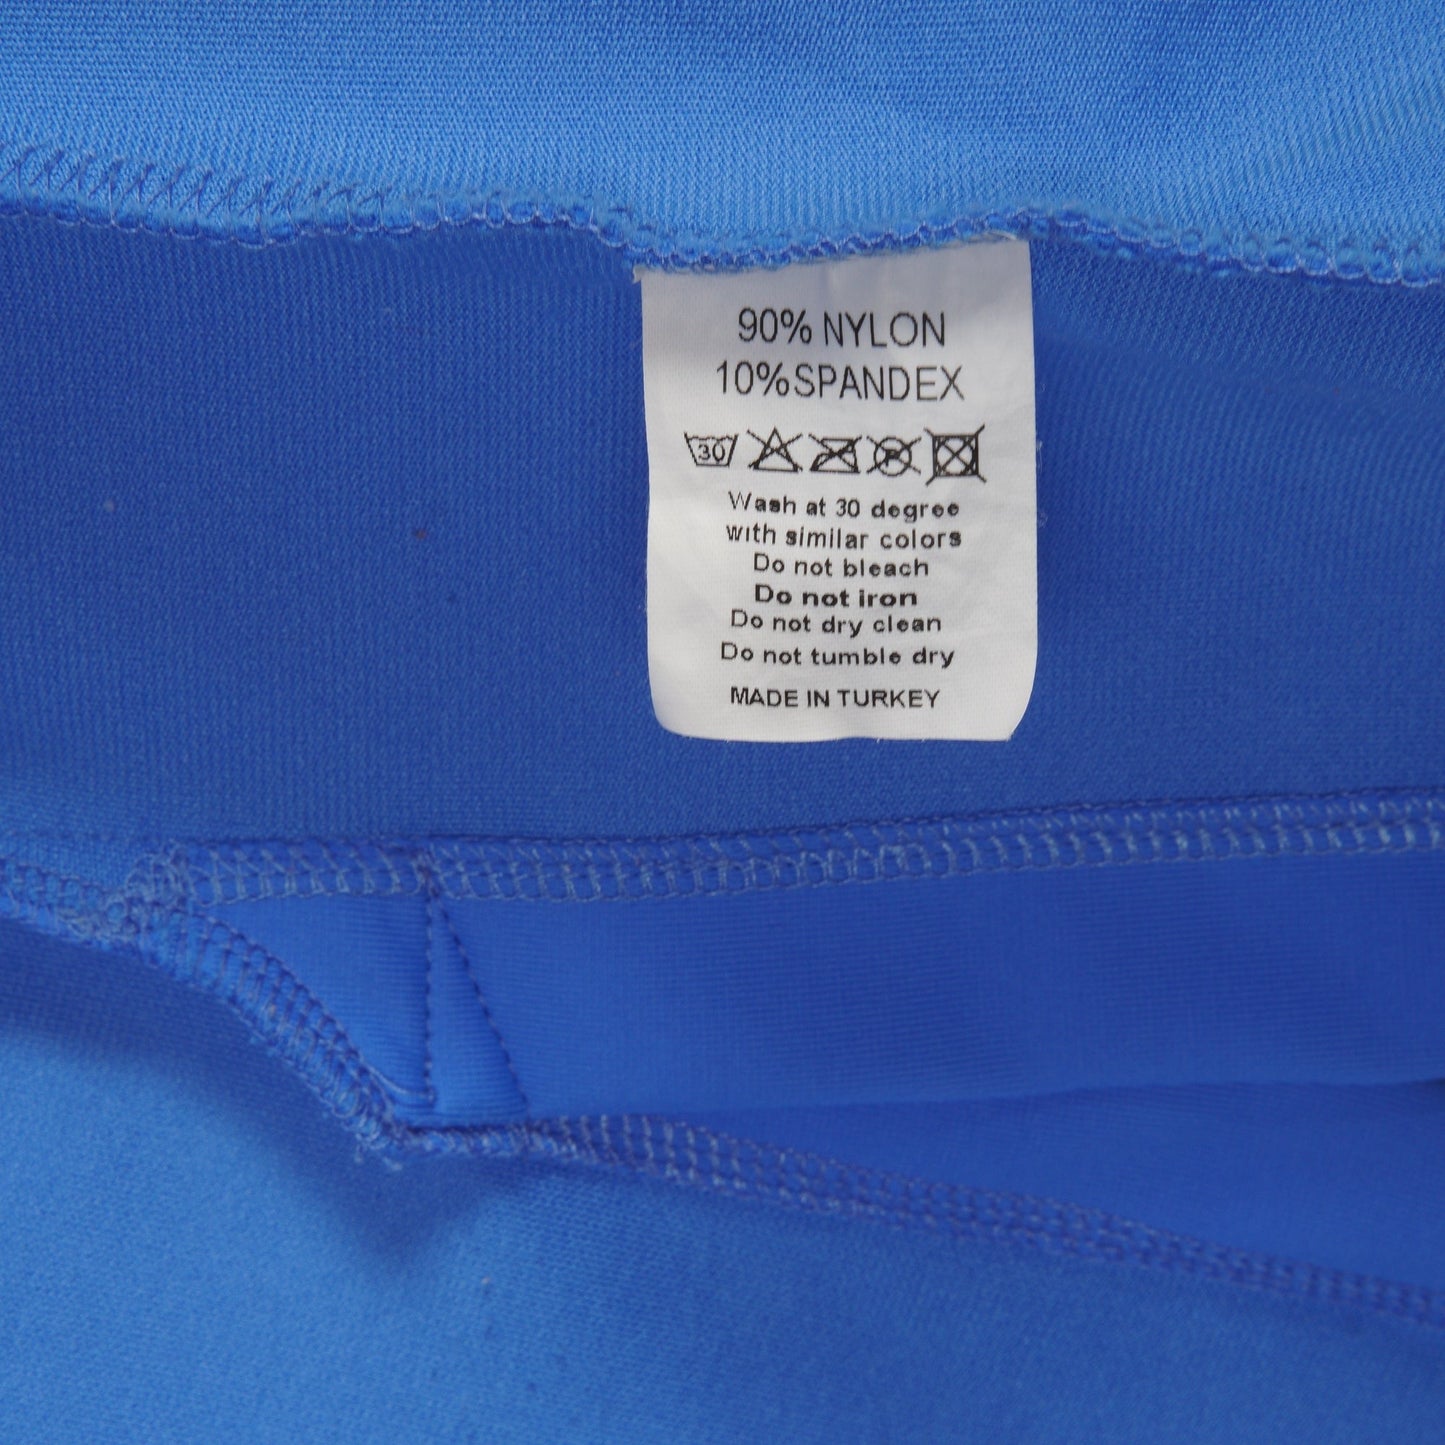 90% NYLON
10%SPANDEX
30 P
Wash at 30 degree
with similar colors
Do not bleach
Do not iron
Do not dry clean
Do not tumble dry
MADE IN TURKEY